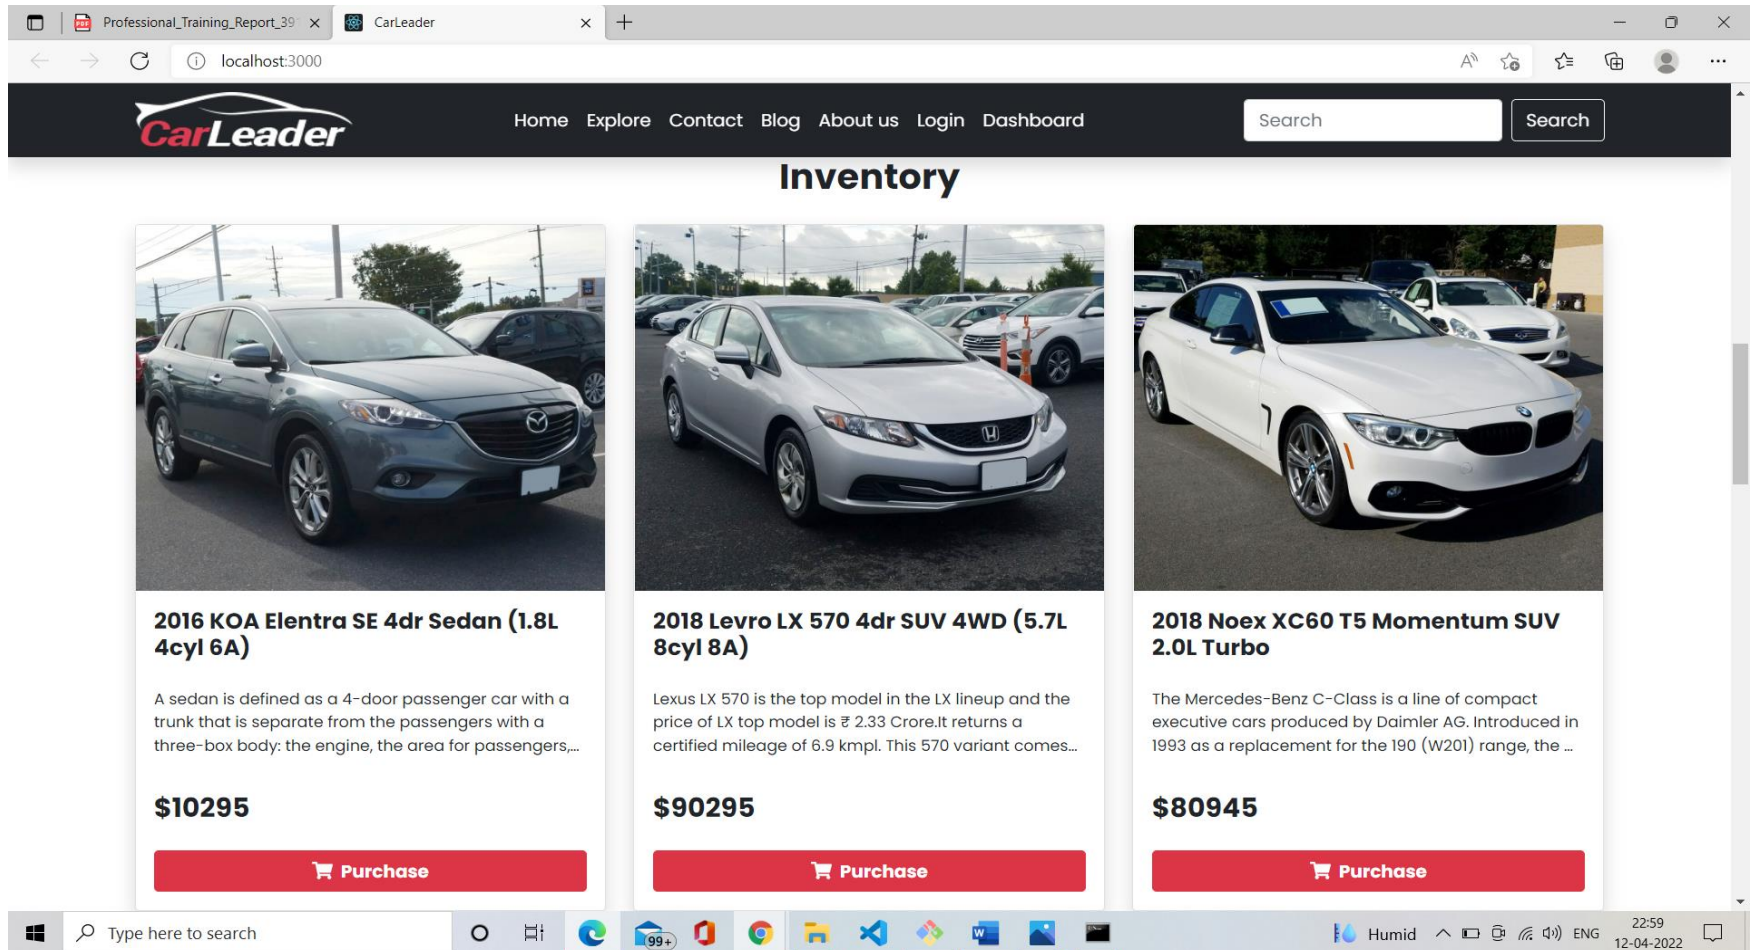 Professional_Training_Report_39
CarLeader
localhost:3000
CarLeader
Home Explore Contact Blog About us Login Dashboard
Search
Search
Inventory
2016 KOA Elentra SE 4dr Sedan (1.8L
4cyl 6A)
A sedan is defined as a 4-door passenger car with a
trunk that is separate from the passengers with a
three-box body: the engine, the area for passengers,...
$10295
Purchase
2018 Levro LX 570 4dr SUV 4WD (5.7L
8cyl 8A)
Lexus LX 570 is the top model in the LX lineup and the
price of LX top model is ₹ 2.33 Crore.It returns a
certified mileage of 6.9 kmpl. This 570 variant comes...
$90295
Purchase
2018 Noex XC60 T5 Momentum SUV
2.0L Turbo
The Mercedes-Benz C-Class is a line of compact
executive cars produced by Daimler AG. Introduced in
1993 as a replacement for the 190 (W201) range, the ...
$80945
Purchase
Type here to search
99+
Humid
ENG
22:59
12-04-2022